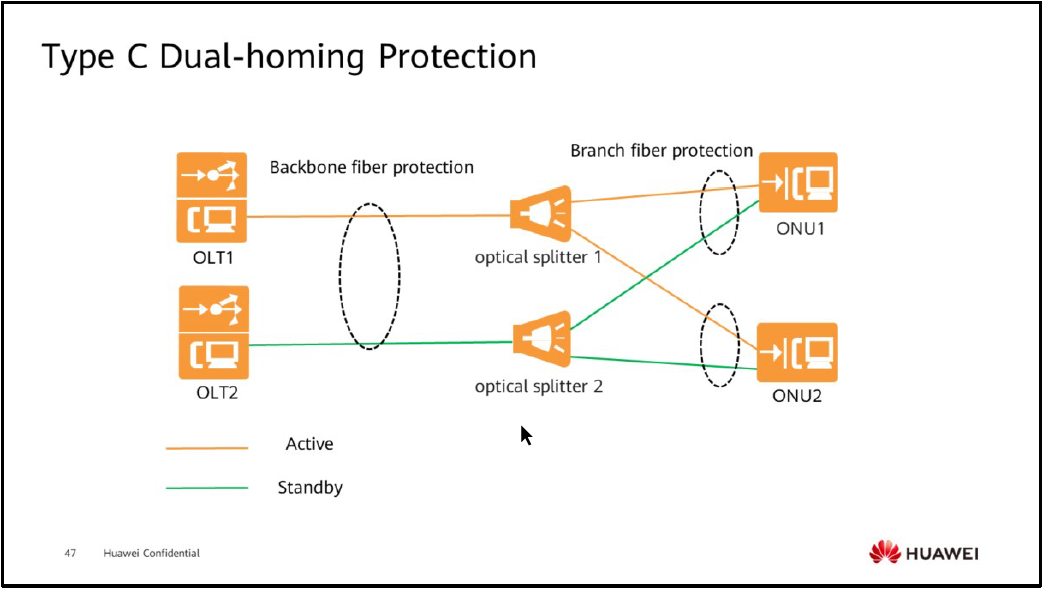 Type C Dual-homing Protection
Backbone fiber protection
Branch fiber protection
OLT1
optical splitter 1
ONU1
OLT2
optical splitter 2
ONU2
Active
Standby
47 Huawei Confidential
HUAWEI